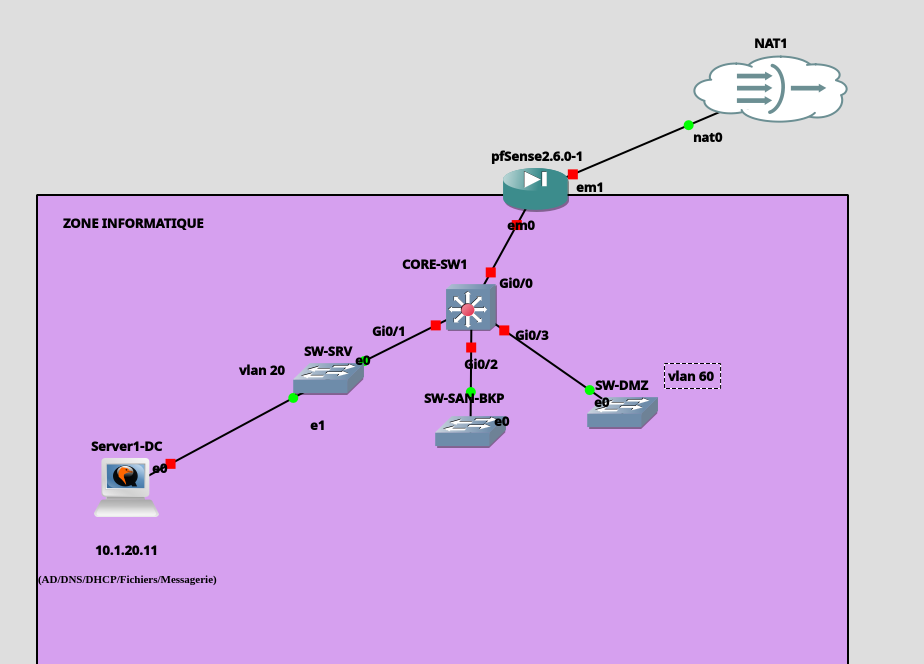 NAT1
nat0
pfSense2.6.0-1
em1
ZONE INFORMATIQUE
em0
CORE-SW1
Gi0/0
Gi0/1
Gi0/3
SW-SRV
e0
Gi0/2
vlan 20
vlan 60
SW-DMZ
SW-SAN-BKP
e0
e0
e1
Server1-DC
e0
10.1.20.11
(AD/DNS/DHCP/Fichiers/Messagerie)